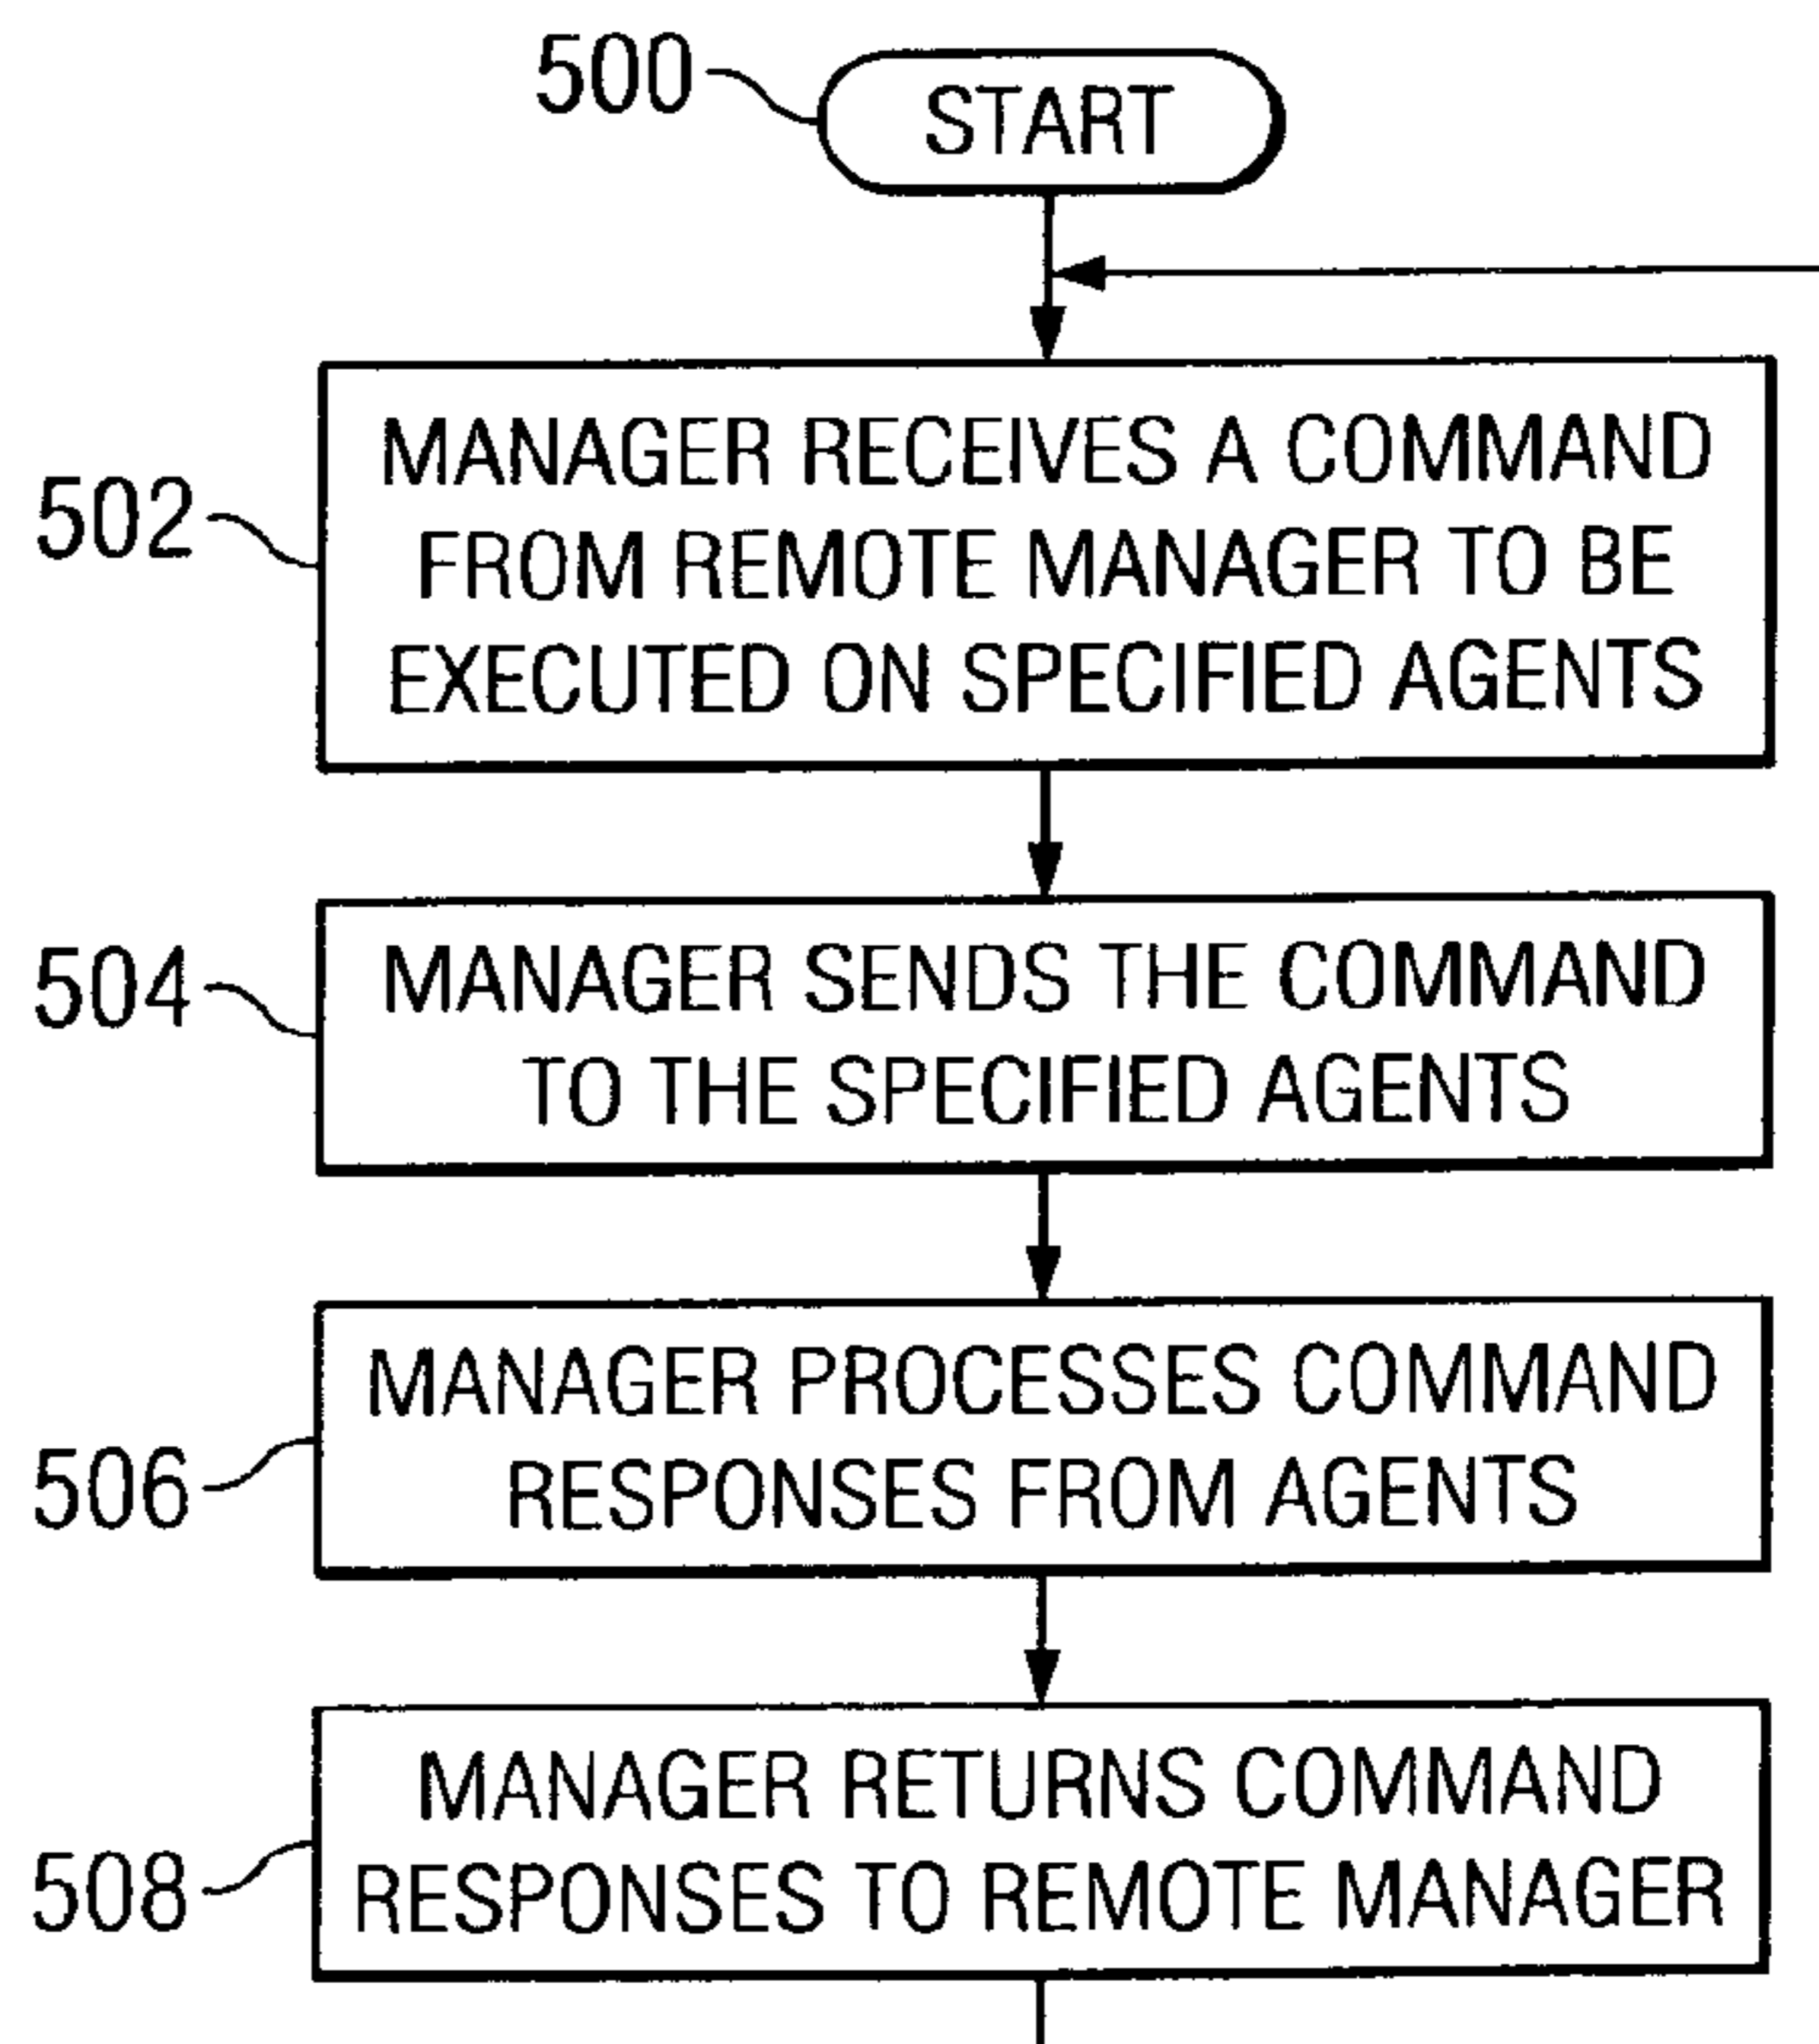 500
START
502
MANAGER RECEIVES A COMMAND
FROM REMOTE MANAGER TO BE
EXECUTED ON SPECIFIED AGENTS
504
MANAGER SENDS THE COMMAND
TO THE SPECIFIED AGENTS
506
MANAGER PROCESSES COMMAND
RESPONSES FROM AGENTS
508
MANAGER RETURNS COMMAND
RESPONSES TO REMOTE MANAGER